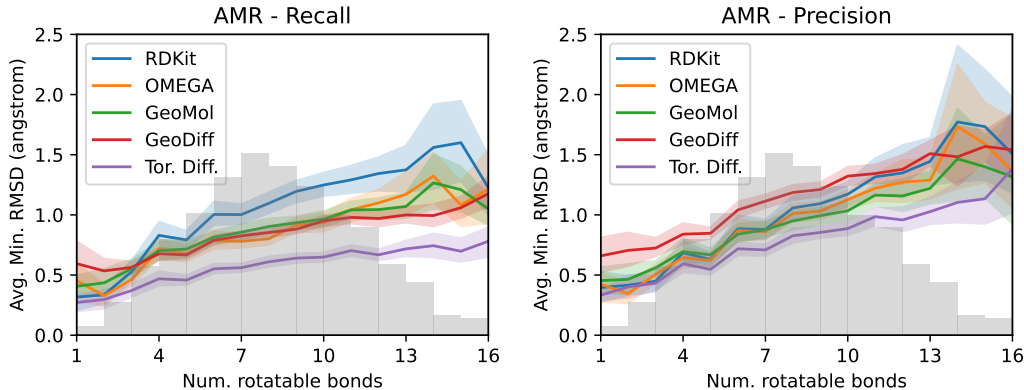 AMR - Recall
2.5
2.0
1.5
1.0
0.5
0.0
Avg. Min. RMSD (angstrom)
RDKit
OMEGA
GeoMol
GeoDiff
Tor. Diff.
1 4 7 10 13 16
Num. rotatable bonds
AMR - Precision
2.5
2.0
1.5
1.0
0.5
0.0
Avg. Min. RMSD (angstrom)
RDKit
OMEGA
GeoMol
GeoDiff
Tor. Diff.
1 4 7 10 13 16
Num. rotatable bonds